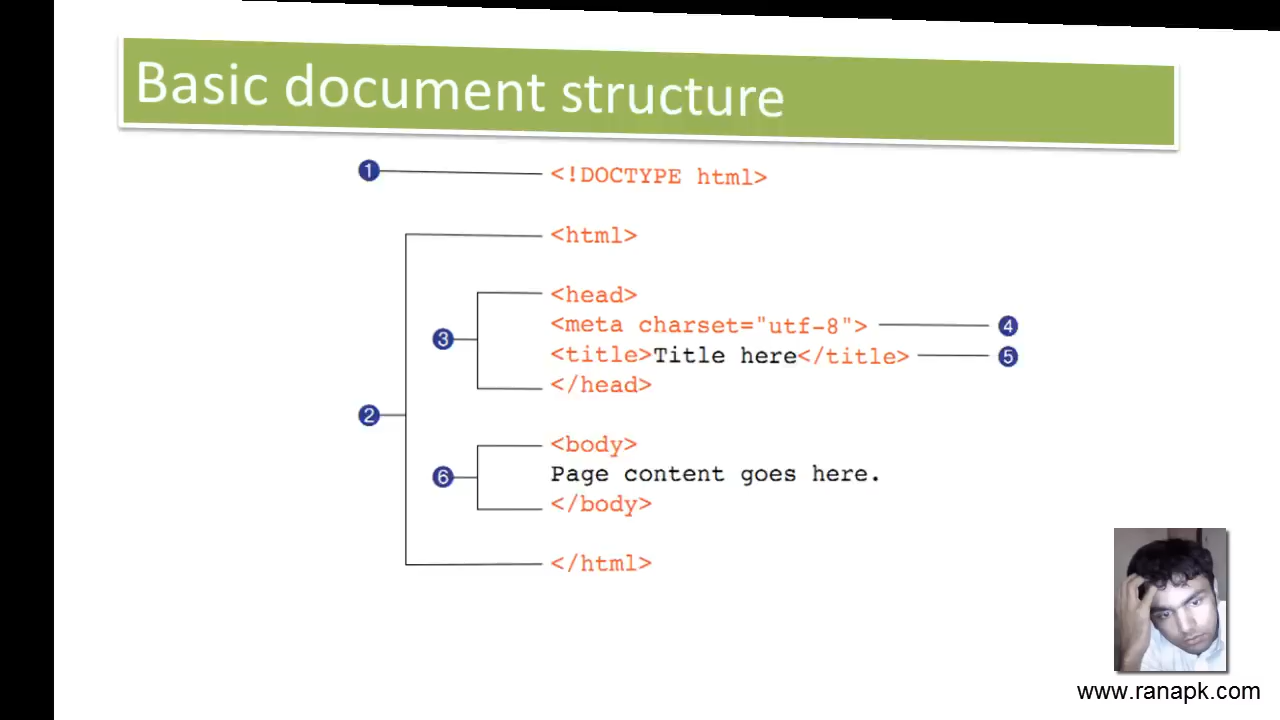 Basic document structure
1 <!DOCTYPE html>
<html>
<head>
<meta charset="utf-8"> 4
3
<title>Title here</title> 5
</head>
2
<body>
6 Page content goes here.
</body>
</html>
www.ranapk.com